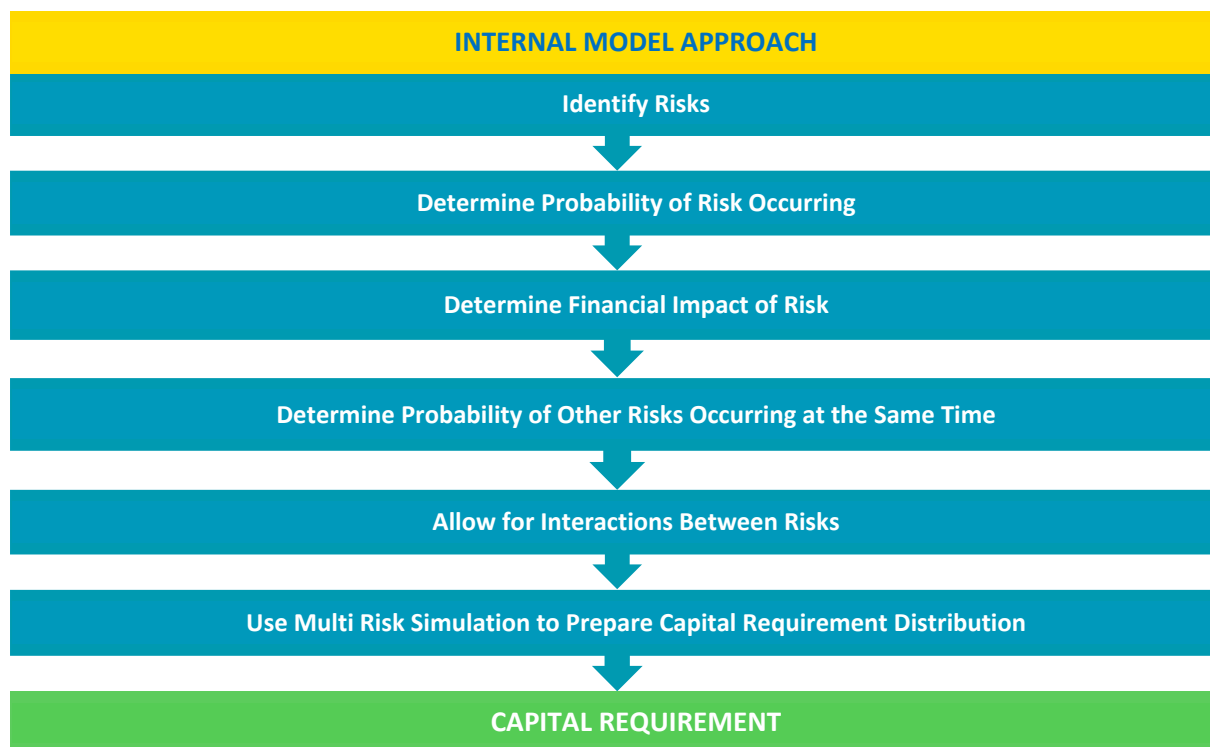 INTERNAL MODEL APPROACH
Identify Risks
Determine Probability of Risk Occurring
Determine Financial Impact of Risk
Determine Probability of Other Risks Occurring at the Same Time
Allow for Interactions Between Risks
Use Multi Risk Simulation to Prepare Capital Requirement Distribution
CAPITAL REQUIREMENT